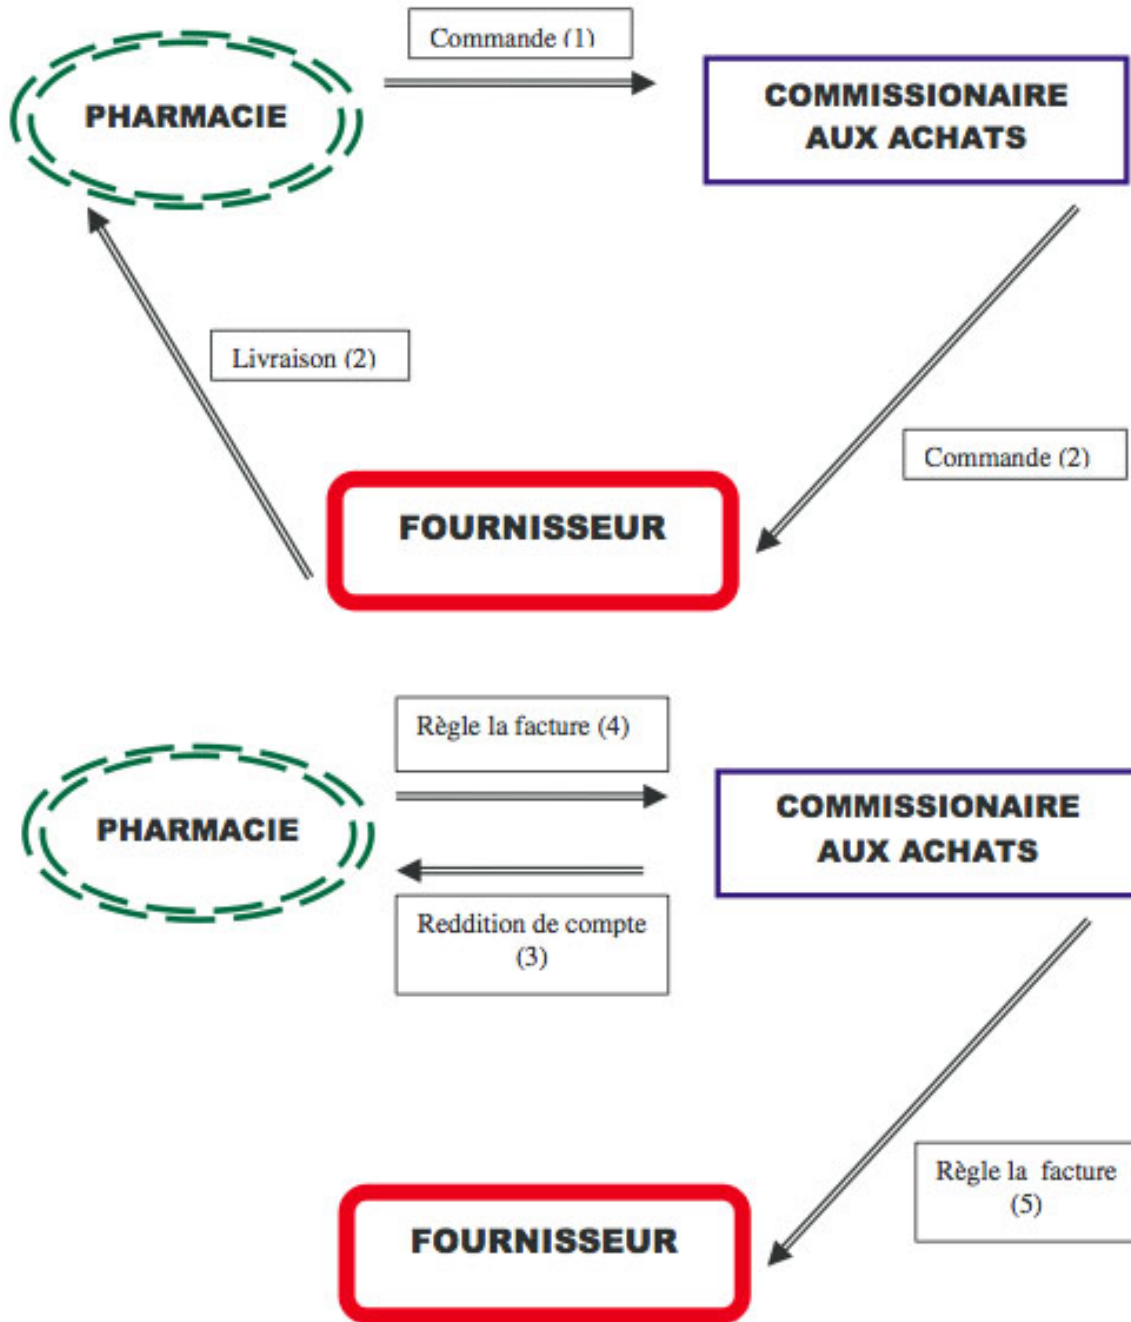 Commande (1)
PHARMACIE
COMMISSIONAIRE
AUX ACHATS
Livraison (2)
Commande (2)
FOURNISSEUR
Règle la facture (4)
PHARMACIE
COMMISSIONAIRE
AUX ACHATS
Reddition de compte
(3)
Règle la facture
(5)
FOURNISSEUR